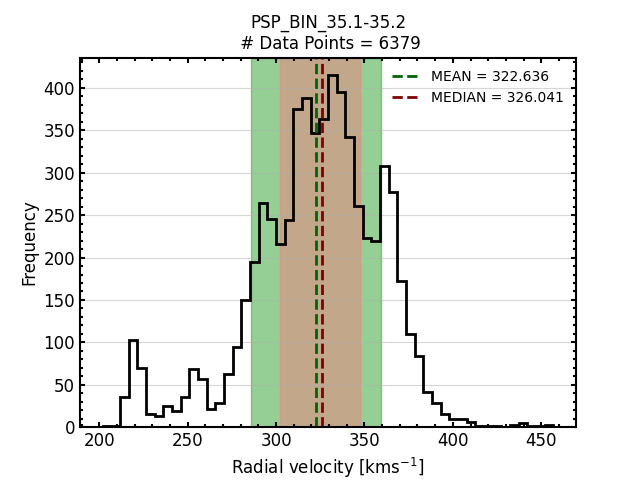 PSP_BIN_35.1-35.2
# Data Points = 6379
MEAN = 322.636
MEDIAN = 326.041
Frequency
400
350
300
250
200
150
100
50
0
200 250 300 350 400 450
Radial velocity [kms⁻¹]